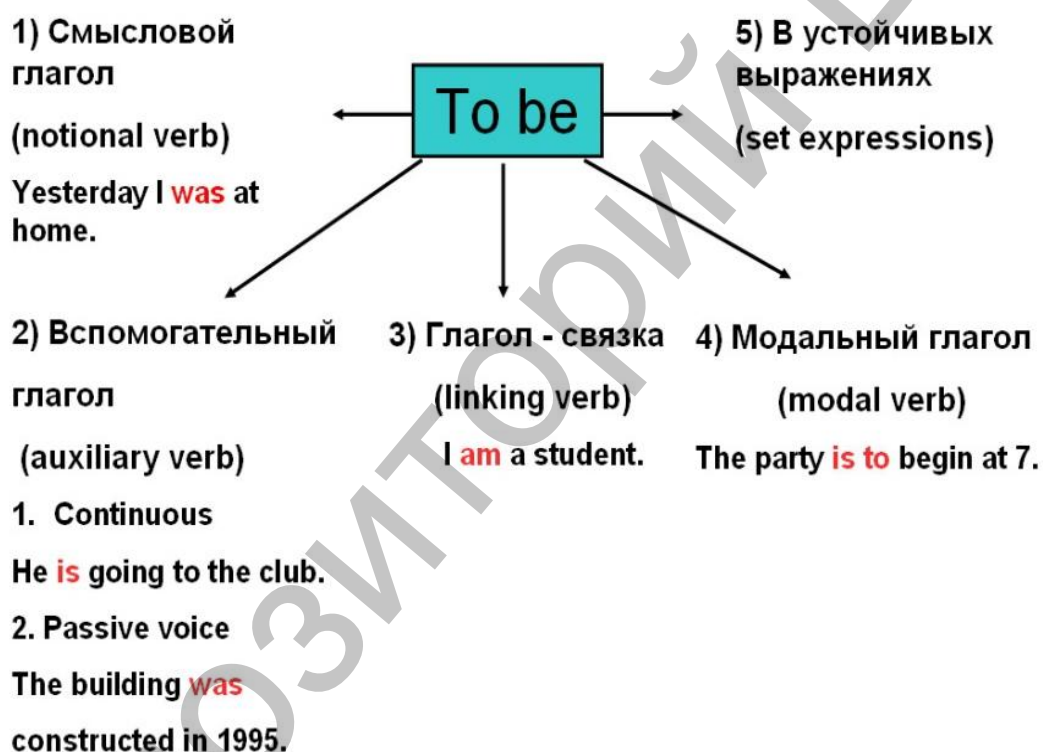 To be
1) Смысловой
глагол
(notional verb)
Yesterday I was at
home.
5) В устойчивых
выражениях
(set expressions)
2) Вспомогательный
глагол
(auxiliary verb)
1. Continuous
He is going to the club.
2. Passive voice
The building was
constructed in 1995.
3) Глагол - связка
(linking verb)
I am a student.
4) Модальный глагол
(modal verb)
The party is to begin at 7.